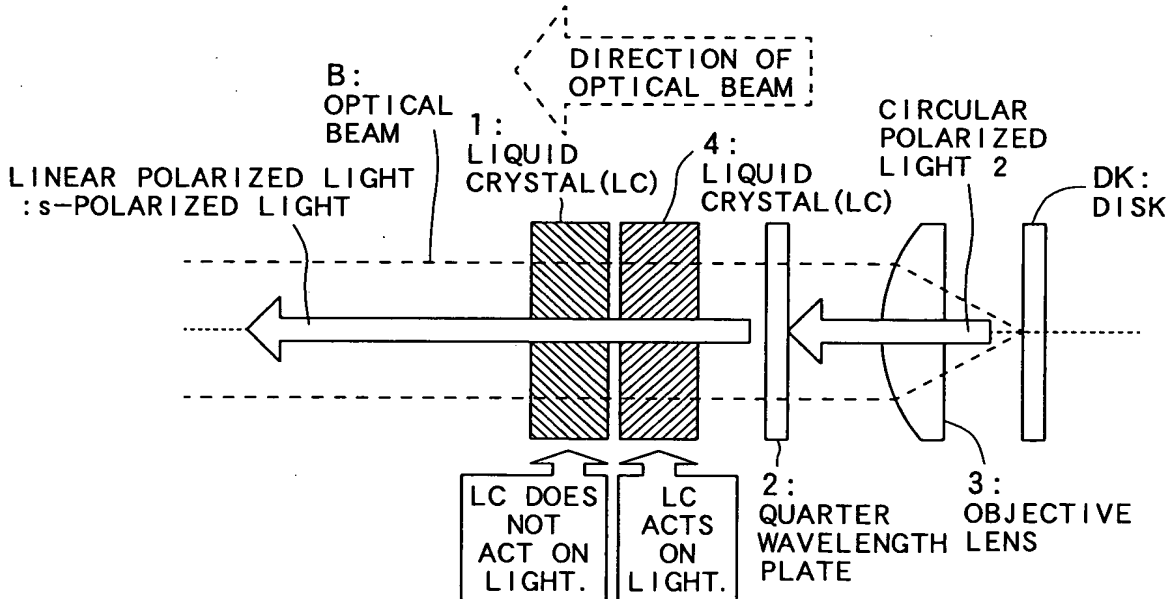 DIRECTION OF
OPTICAL BEAM
B:
OPTICAL
BEAM
1:
LIQUID
CRYSTAL(LC)
4:
LIQUID
CRYSTAL(LC)
CIRCULAR
POLARIZED
LIGHT 2
DK:
DISK
LINEAR POLARIZED LIGHT
:s-POLARIZED LIGHT
LC DOES
NOT
ACT ON
LIGHT.
LC
ACTS
ON
LIGHT.
2:
QUARTER
WAVELENGTH
PLATE
3:
OBJECTIVE
LENS